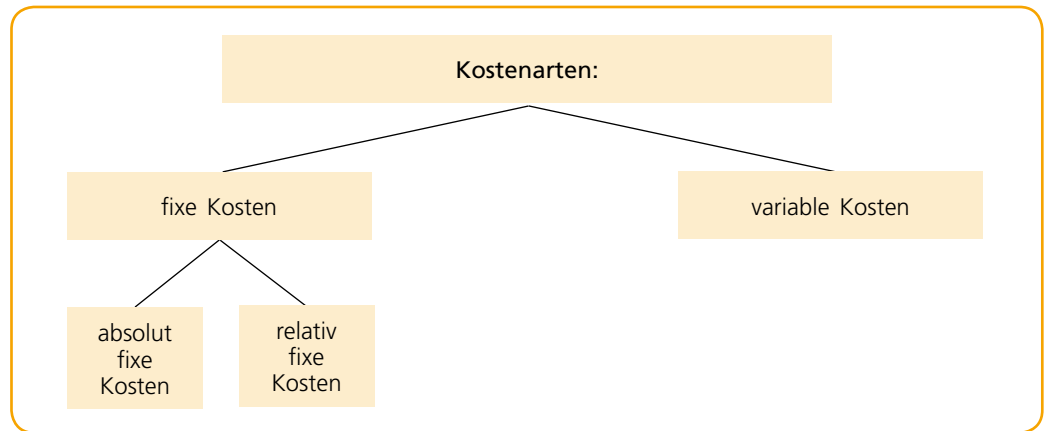 Kostenarten:
fixe Kosten
variable Kosten
absolut
fixe
Kosten
relativ
fixe
Kosten